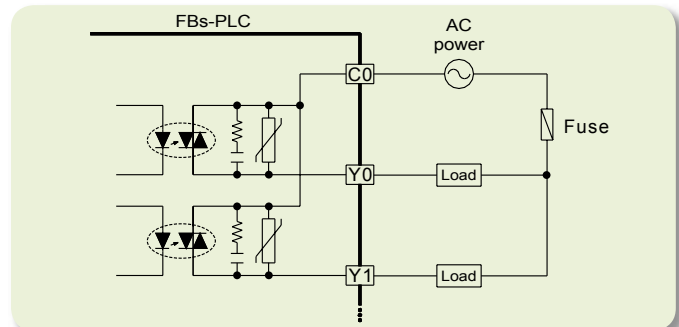 FBs-PLC
AC
power
C0
Fuse
Y0
Load
Y1
Load